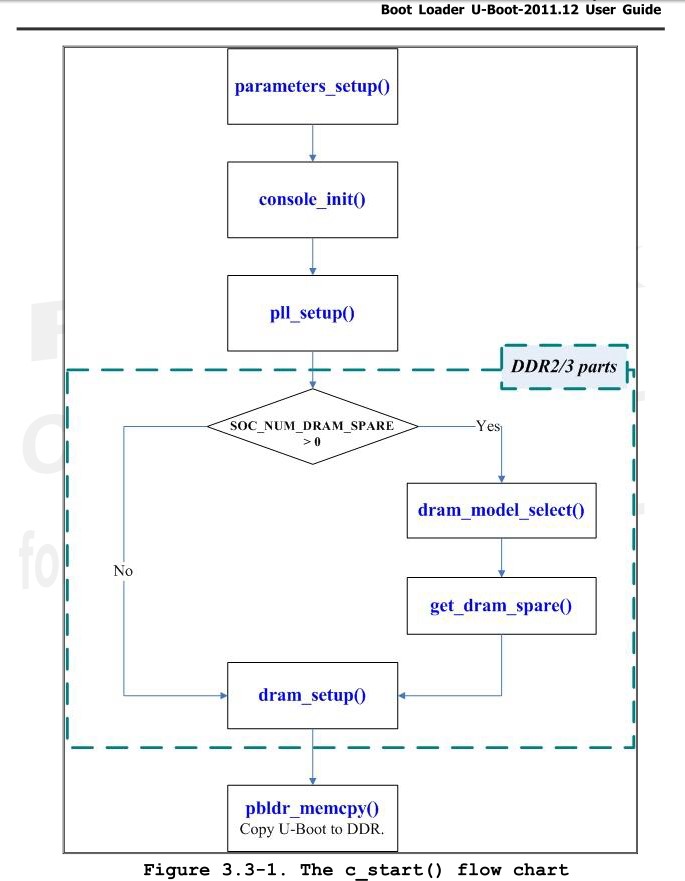 Boot Loader U-Boot-2011.12 User Guide
parameters_setup()
console_init()
pll_setup()
DDR2/3 parts
SOC_NUM_DRAM_SPARE
> 0
Yes
dram_model_select()
No
get_dram_spare()
dram_setup()
pbldr_memcpy()
Copy U-Boot to DDR.
Figure 3.3-1. The c_start() flow chart